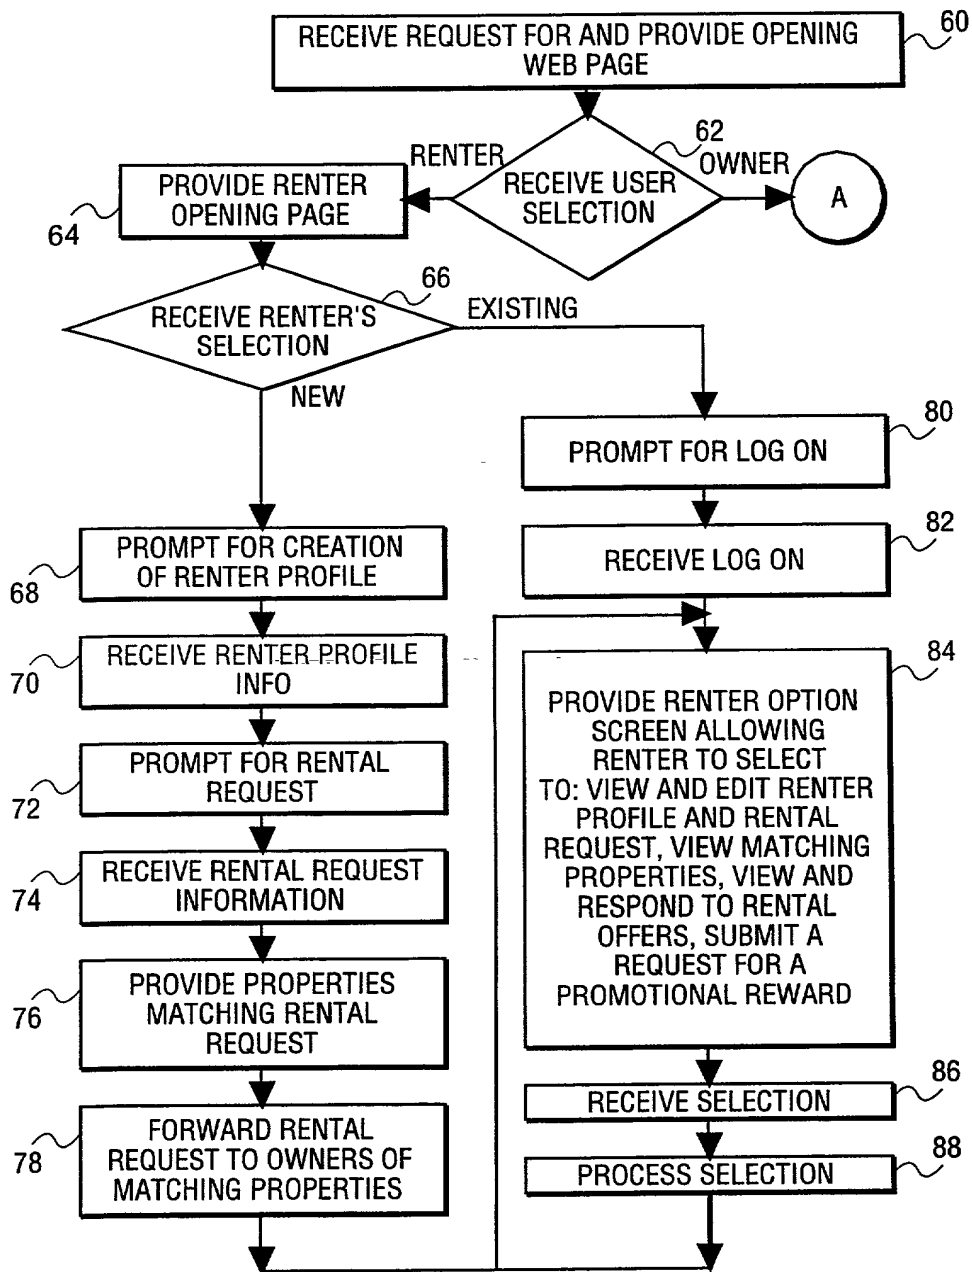 RECEIVE REQUEST FOR AND PROVIDE OPENING
WEB PAGE
60
62
RENTER
OWNER
RECEIVE USER
SELECTION
A
PROVIDE RENTER
OPENING PAGE
64
66
RECEIVE RENTER'S
SELECTION
EXISTING
NEW
80
PROMPT FOR LOG ON
82
RECEIVE LOG ON
PROMPT FOR CREATION
OF RENTER PROFILE
68
RECEIVE RENTER PROFILE
INFO
70
PROMPT FOR RENTAL
REQUEST
72
RECEIVE RENTAL REQUEST
INFORMATION
74
PROVIDE PROPERTIES
MATCHING RENTAL
REQUEST
76
FORWARD RENTAL
REQUEST TO OWNERS OF
MATCHING PROPERTIES
78
84
PROVIDE RENTER OPTION
SCREEN ALLOWING
RENTER TO SELECT
TO: VIEW AND EDIT RENTER
PROFILE AND RENTAL
REQUEST, VIEW MATCHING
PROPERTIES, VIEW AND
RESPOND TO RENTAL
OFFERS, SUBMIT A
REQUEST FOR A
PROMOTIONAL REWARD
86
RECEIVE SELECTION
88
PROCESS SELECTION